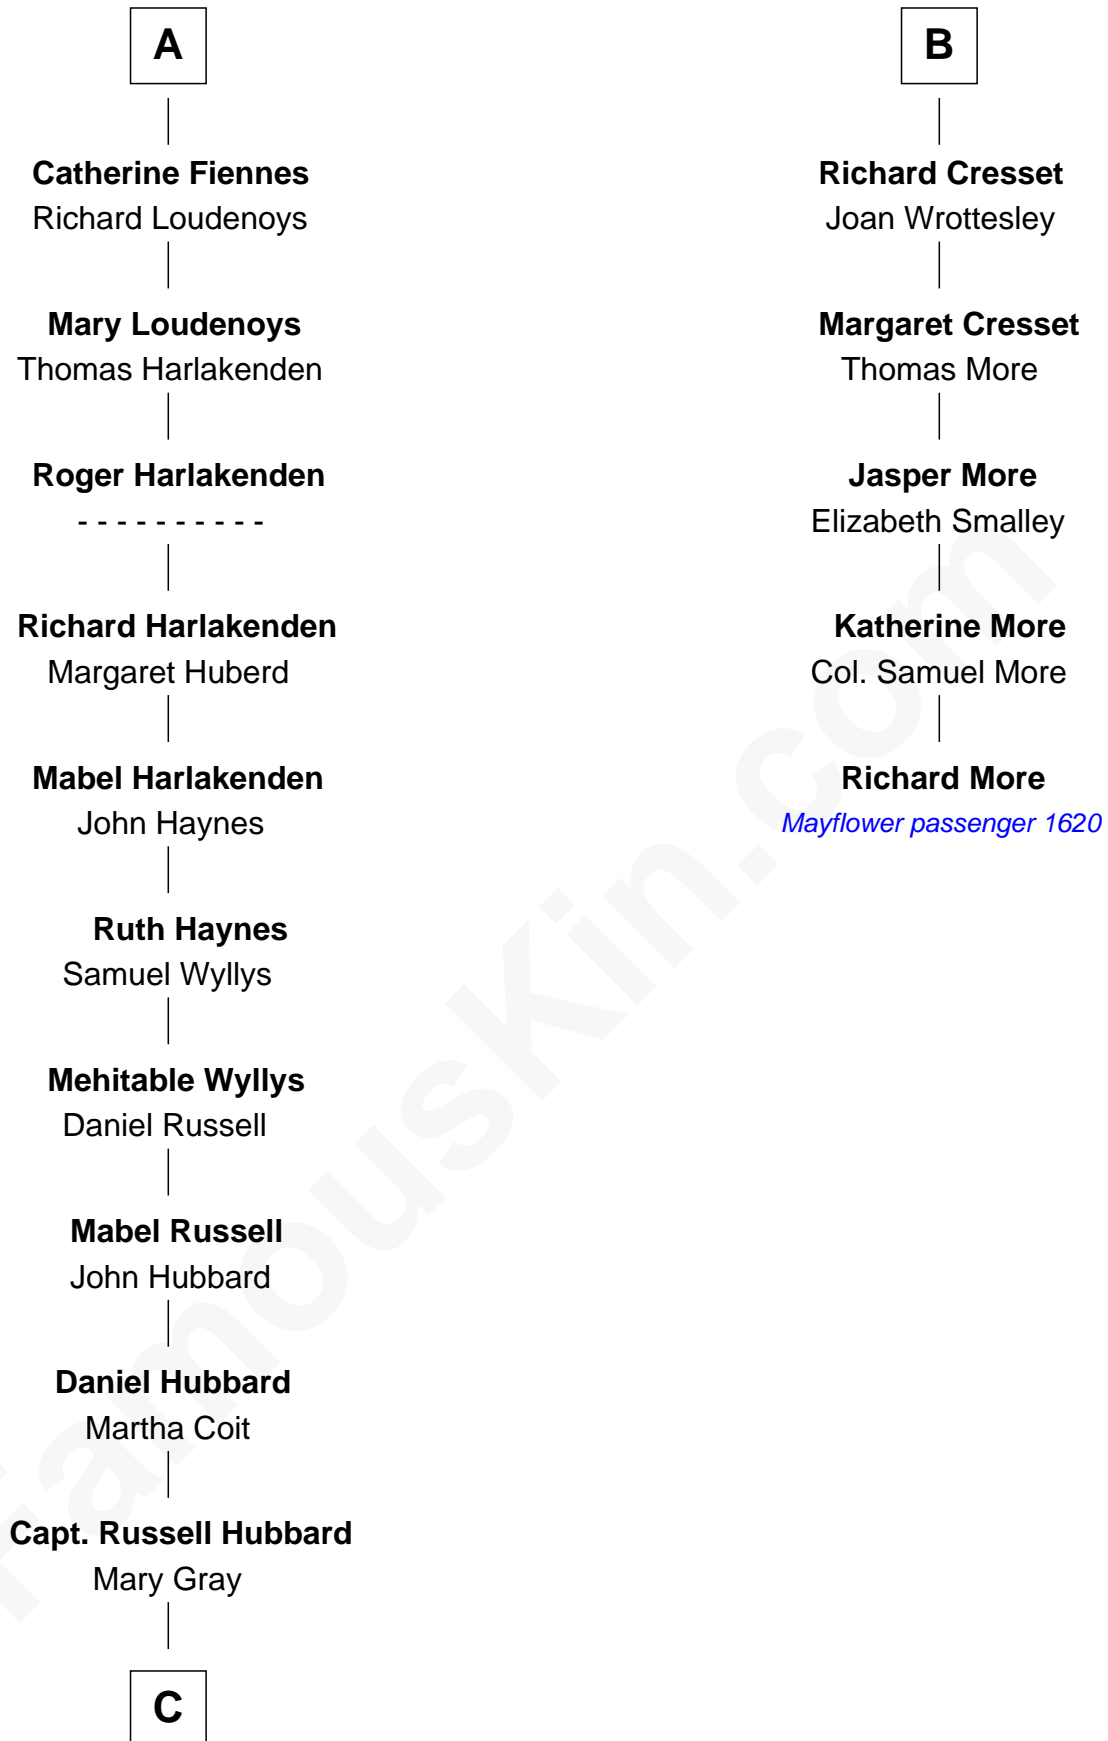 A
Catherine Fiennes
Richard Loudenoys
Mary Loudenoys
Thomas Harlakenden
Roger Harlakenden
- - - - - - - - - -
Richard Harlakenden
Margaret Huberd
Mabel Harlakenden
John Haynes
Ruth Haynes
Samuel Wyllys
Mehitable Wyllys
Daniel Russell
Mabel Russell
John Hubbard
Daniel Hubbard
Martha Coit
Capt. Russell Hubbard
Mary Gray
C
B
Richard Cresset
Joan Wrottesley
Margaret Cresset
Thomas More
Jasper More
Elizabeth Smalley
Katherine More
Col. Samuel More
Richard More
Mayflower passenger 1620
FamousKin.com